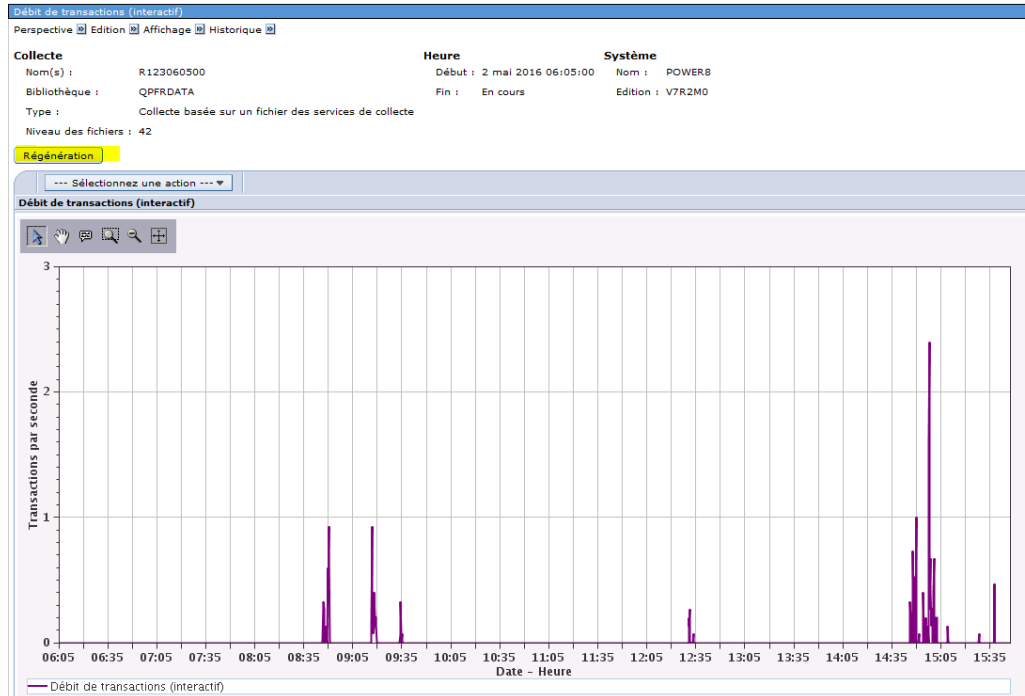 Débit de transactions (interactif)
Perspective Edition Affichage Historique
Collecte Heure Système
Nom(s) : R123060500 Début : 2 mai 2016 06:05:00 Nom : POWER8
Bibliothèque : QPFRDATA Fin : En cours Edition : V7R2M0
Type : Collecte basée sur un fichier des services de collecte
Niveau des fichiers : 42
Régénération
--- Sélectionnez une action ---
Débit de transactions (interactif)
3
2
1
0
Transactions par seconde
06:05 06:35 07:05 07:35 08:05 08:35 09:05 09:35 10:05 10:35 11:05 11:35 12:05 12:35 13:05 13:35 14:05 14:35 15:05 15:35
Date - Heure
Débit de transactions (interactif)